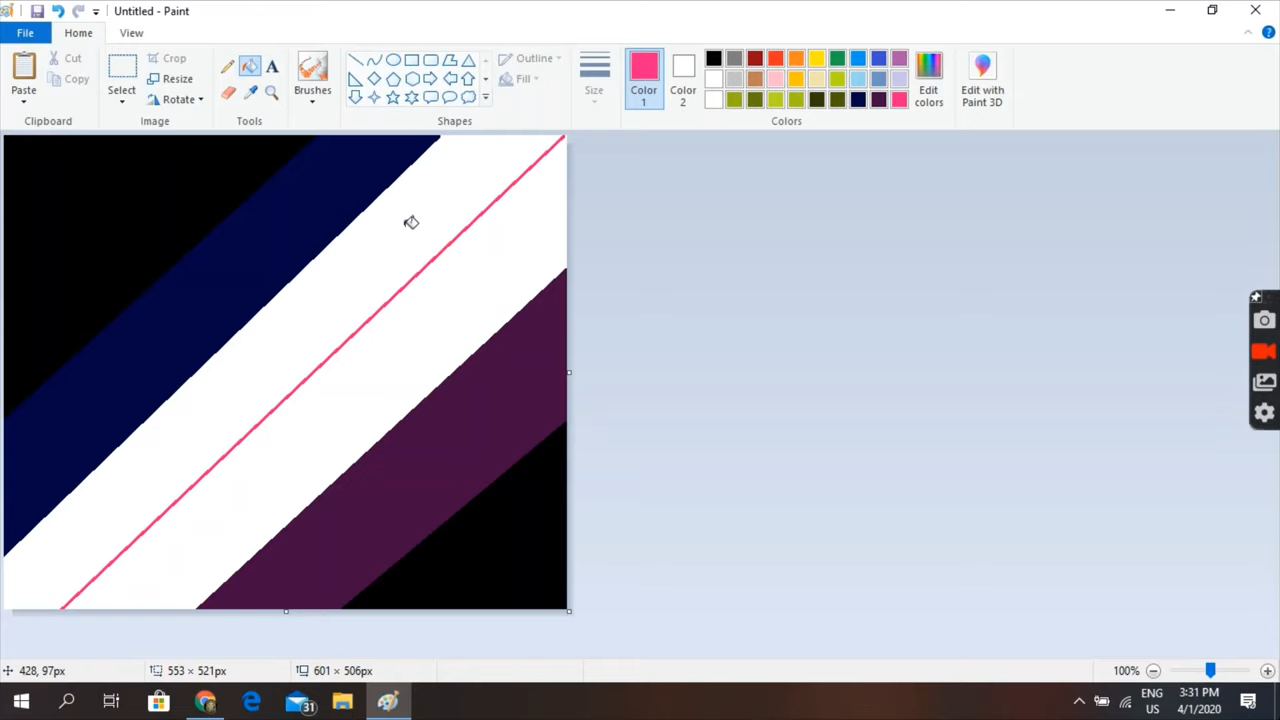 Untitled - Paint
File Home View
Paste
Cut
Copy
Clipboard
Select
Crop
Resize
Rotate
Image
A
Tools
Brushes
Shapes
Outline
Fill
Size
Color 1
Color 2
Colors
Edit colors
Edit with Paint 3D
428, 97px
553 × 521px
601 × 506px
100%
31
ENG
US
3:31 PM
4/1/2020